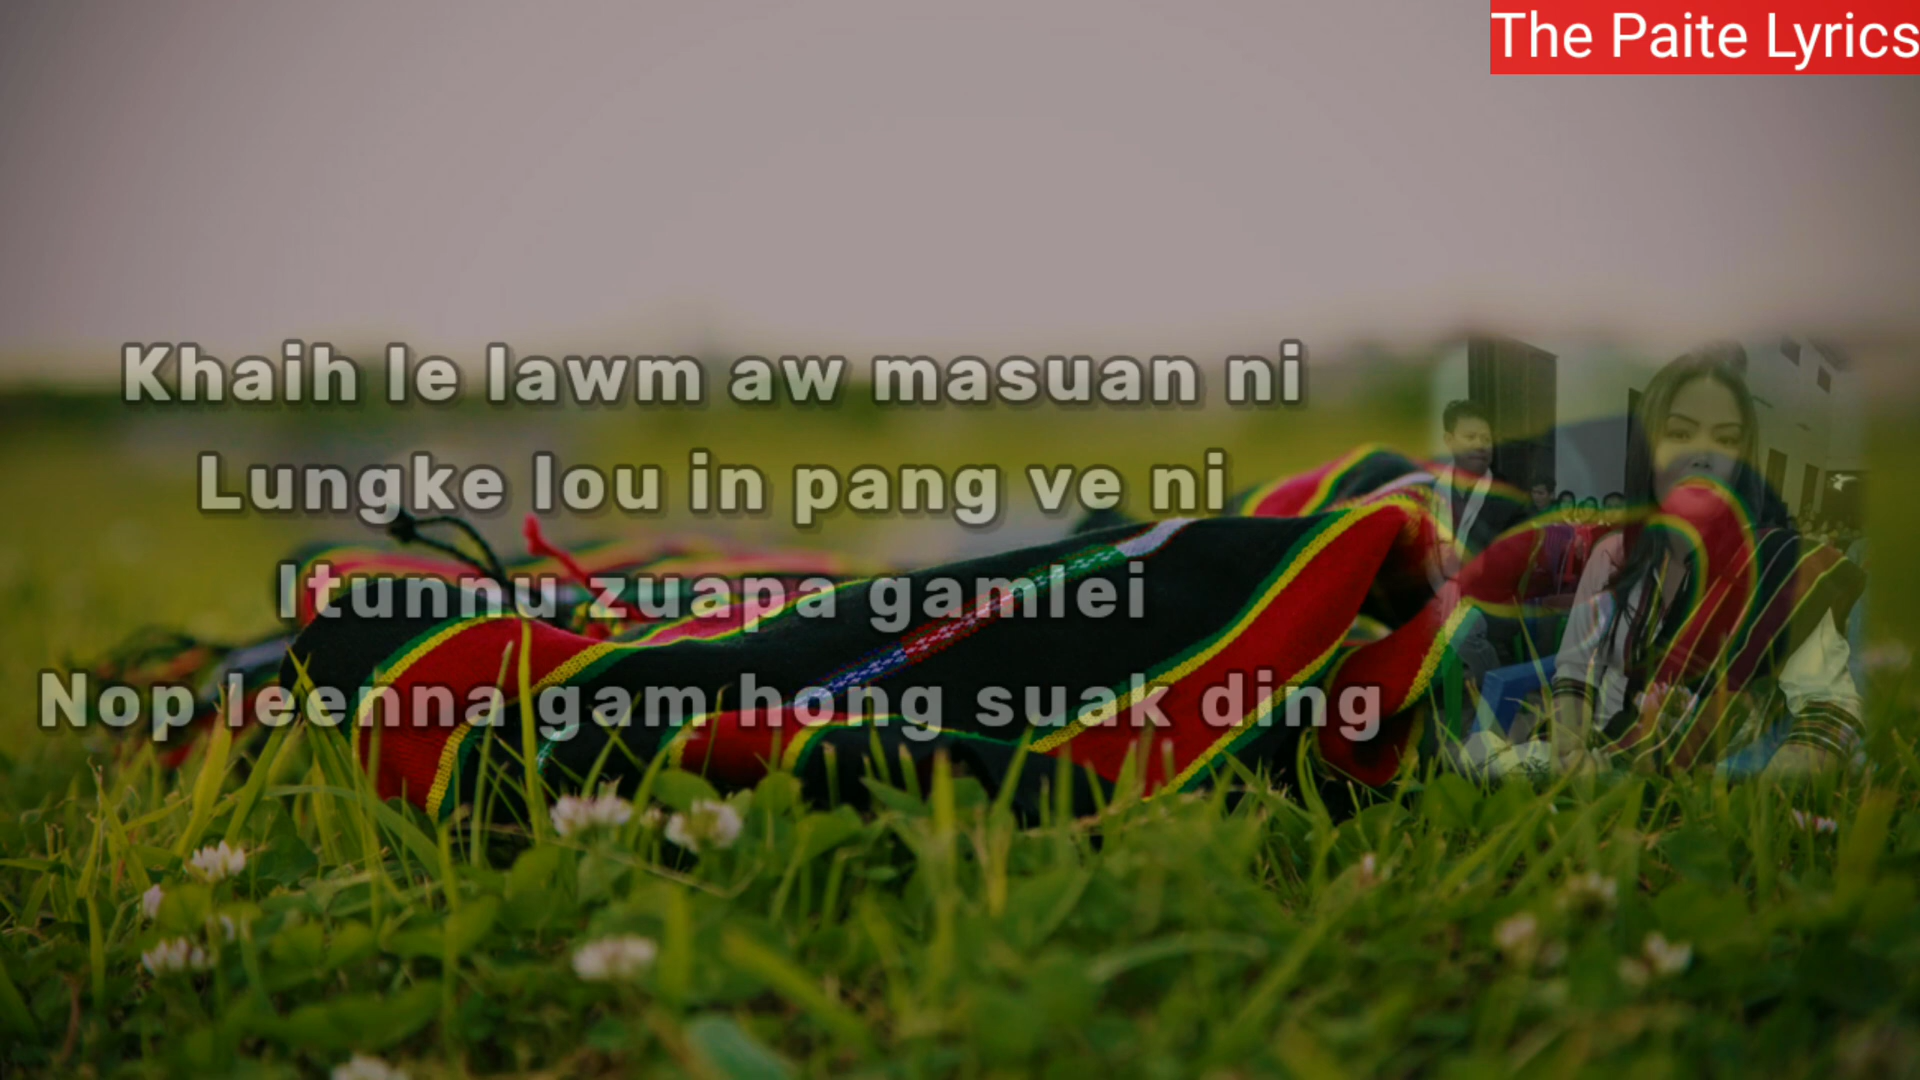 The Paite Lyrics
Khaih le lawm aw masuan ni
Lungke lou in pang ve ni
Itunnu zuapa gamlei
Nop leenna gam hong suak ding